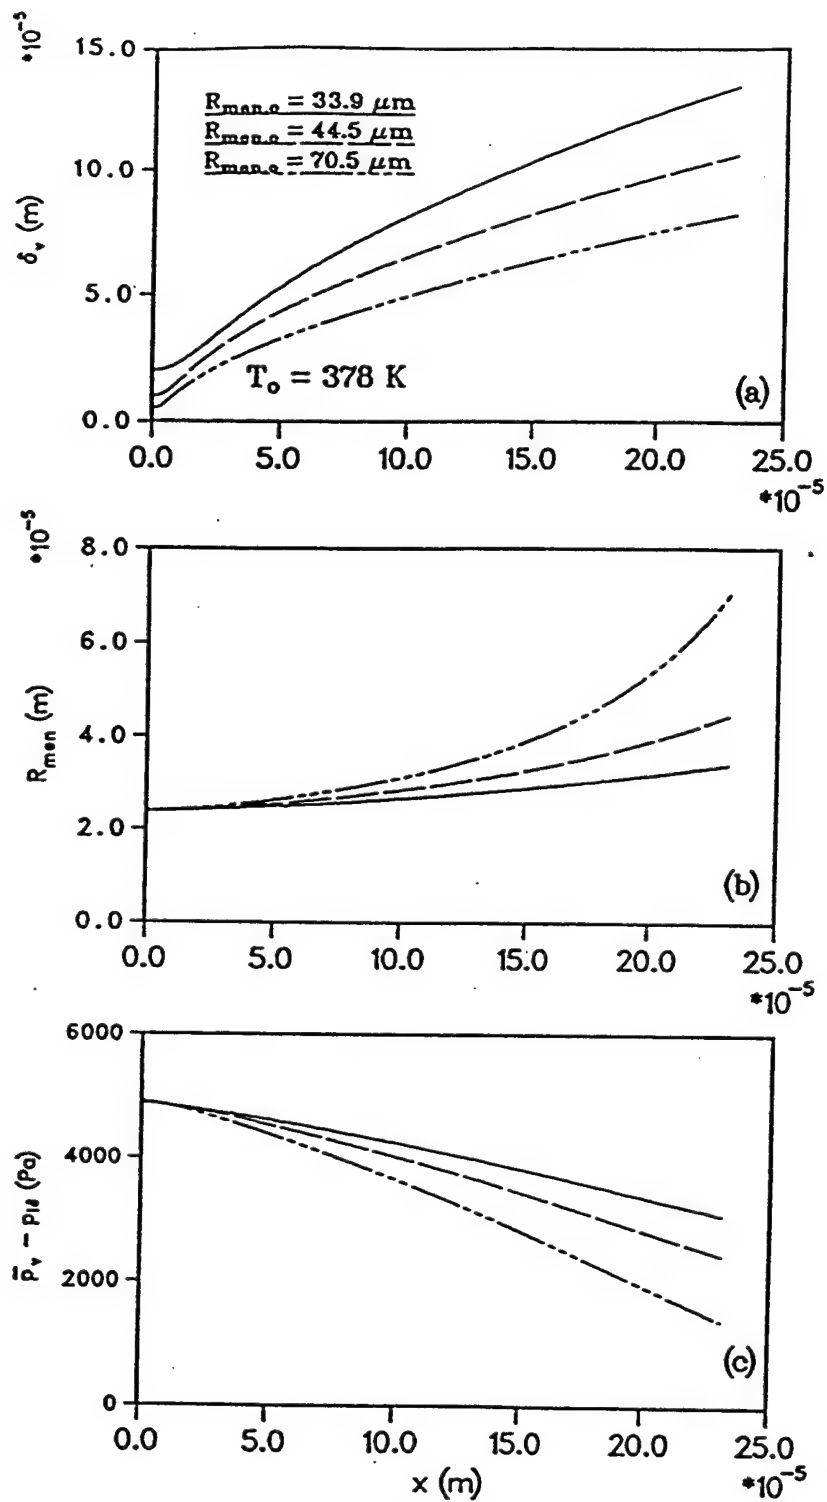 *10⁻⁵
15.0
10.0
5.0
0.0
δᵥ (m)
R_men,o = 33.9 μm
R_men,o = 44.5 μm
R_men,o = 70.5 μm
T_o = 378 K
(a)
0.0 5.0 10.0 15.0 20.0 25.0
*10⁻⁵
*10⁻⁵
8.0
6.0
4.0
2.0
0.0
R_men (m)
(b)
0.0 5.0 10.0 15.0 20.0 25.0
*10⁻⁵
6000
4000
2000
0
p̄ᵥ − p_lδ (Pa)
(c)
0.0 5.0 10.0 15.0 20.0 25.0
x (m)
*10⁻⁵